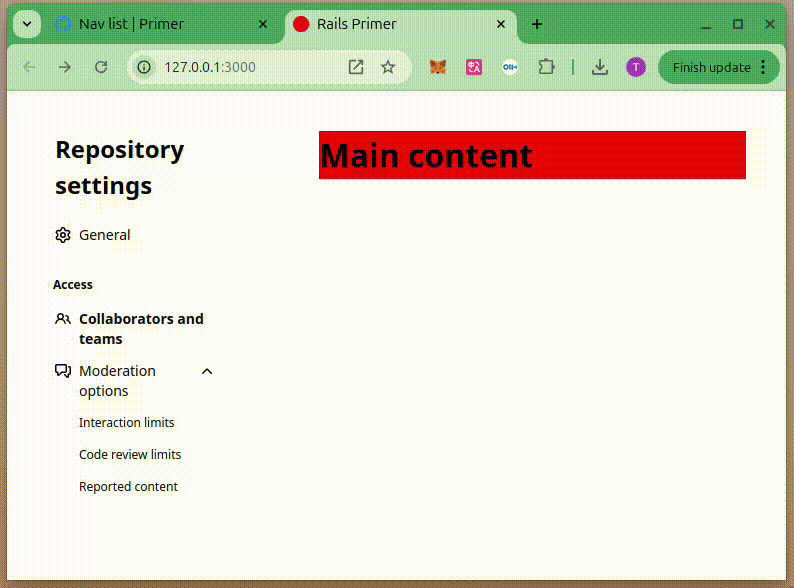 Nav list | Primer
Rails Primer
127.0.0.1:3000
T
Finish update
Repository
settings
Main content
General
Access
Collaborators and
teams
Moderation
options
Interaction limits
Code review limits
Reported content